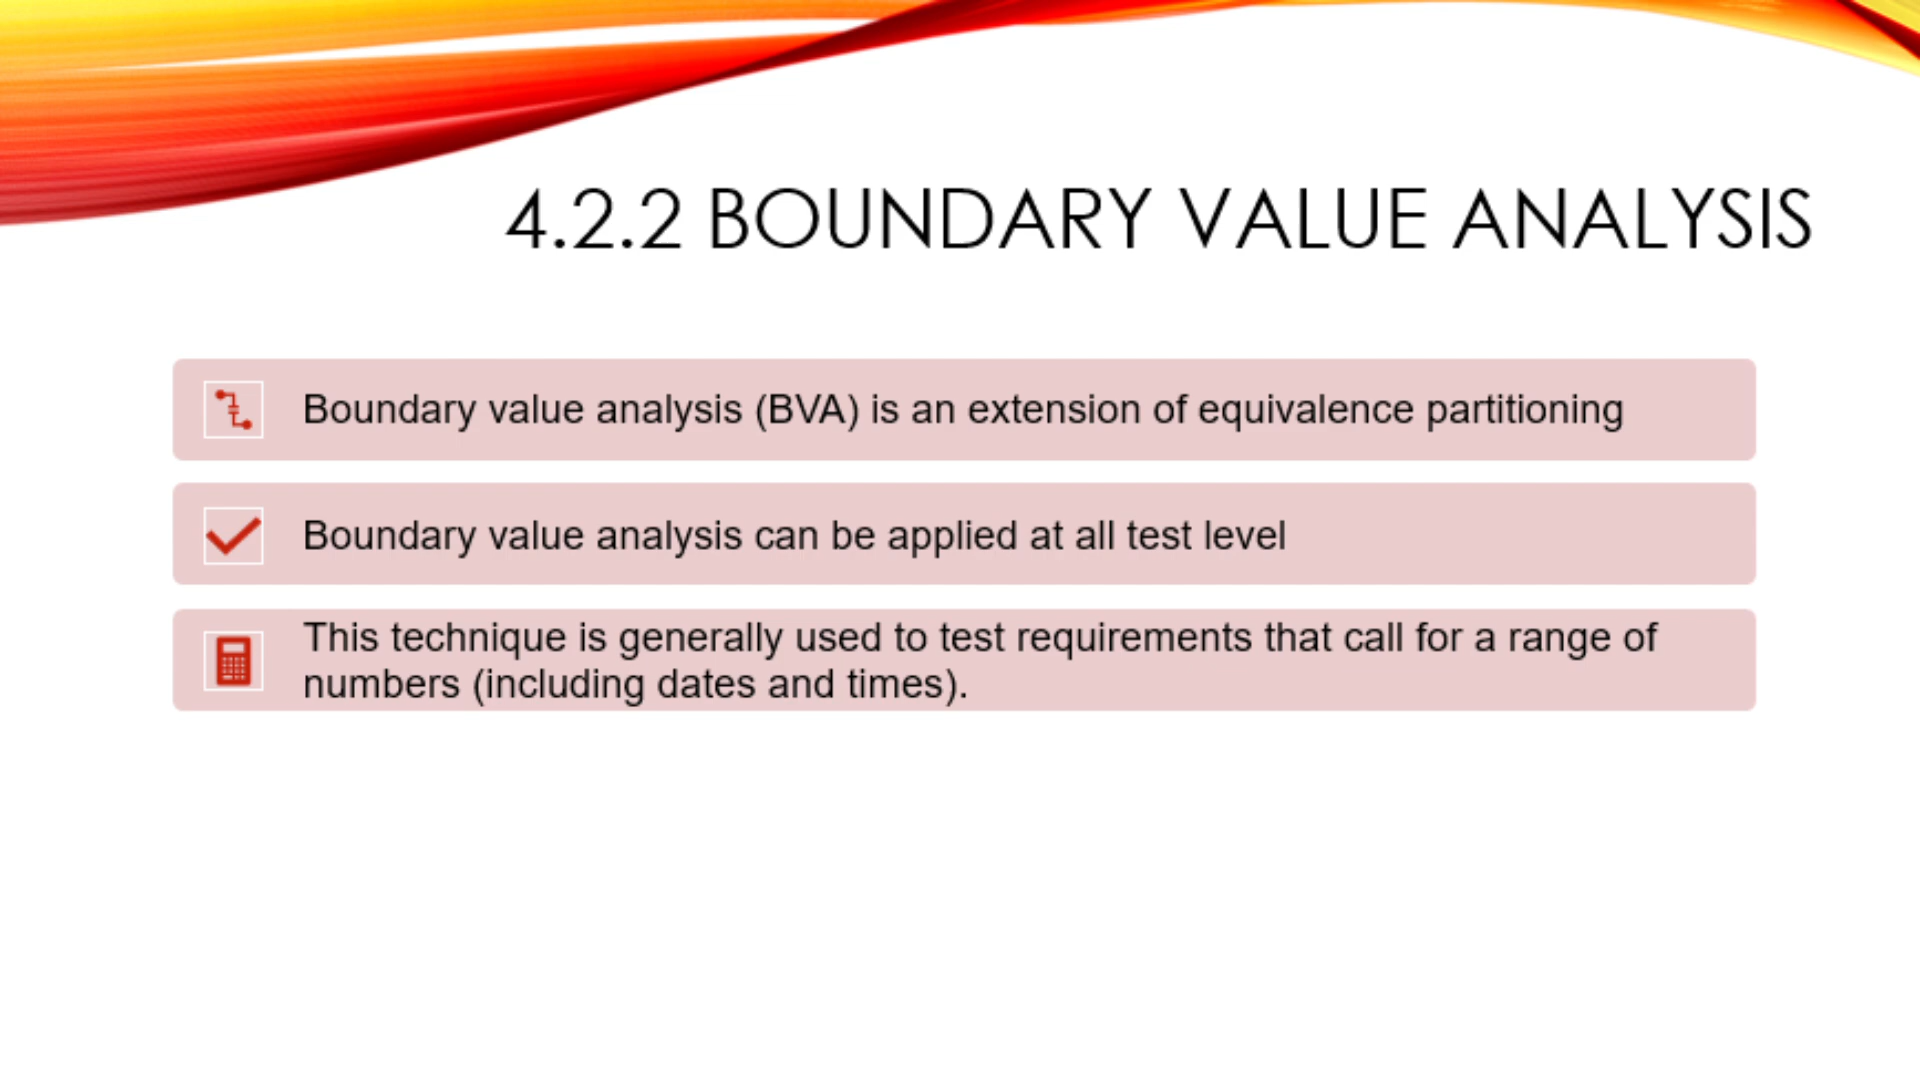 4.2.2 BOUNDARY VALUE ANALYSIS
Boundary value analysis (BVA) is an extension of equivalence partitioning
Boundary value analysis can be applied at all test level
This technique is generally used to test requirements that call for a range of
numbers (including dates and times).